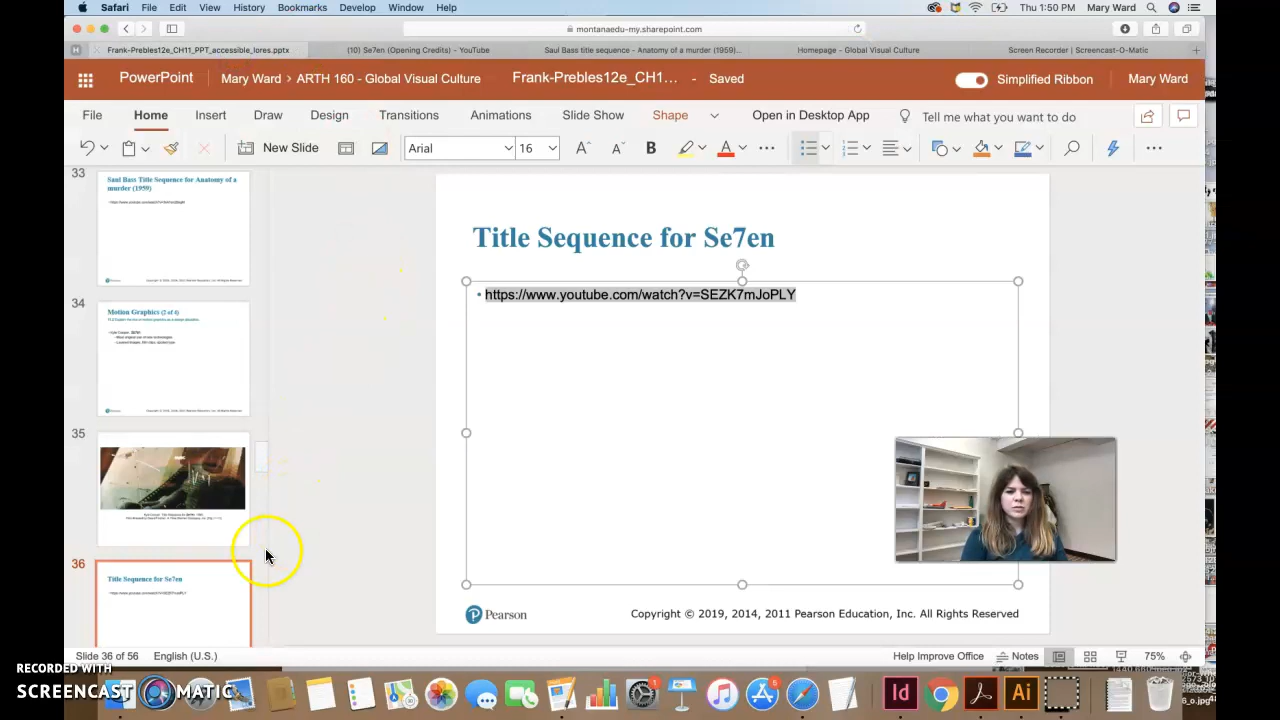 Safari File Edit View History Bookmarks Develop Window Help Thu 1:50 PM Mary Ward
montanaedu-my.sharepoint.com
H Frank-Prebles12e_CH11_PPT_accessible_lores.pptx (10) Se7en (Opening Credits) - YouTube Saul Bass title sequence - Anatomy of a murder (1959)... Homepage - Global Visual Culture Screen Recorder | Screencast-O-Matic
PowerPoint Mary Ward > ARTH 160 - Global Visual Culture Frank-Prebles12e_CH1... - Saved Simplified Ribbon Mary Ward
File Home Insert Draw Design Transitions Animations Slide Show Shape Open in Desktop App Tell me what you want to do
New Slide Arial 16 B A
33
Saul Bass Title Sequence for Anatomy of a
murder (1959)
34
Motion Graphics (2 of 6)
35
36
Title Sequence for Se7en
Title Sequence for Se7en
• https://www.youtube.com/watch?v=SEZK7mJoPLY
Pearson
Copyright © 2019, 2014, 2011 Pearson Education, Inc. All Rights Reserved
Slide 36 of 56 English (U.S.) Help Improve Office Notes 75%
RECORDED WITH
SCREENCAST MATIC
Id Ai